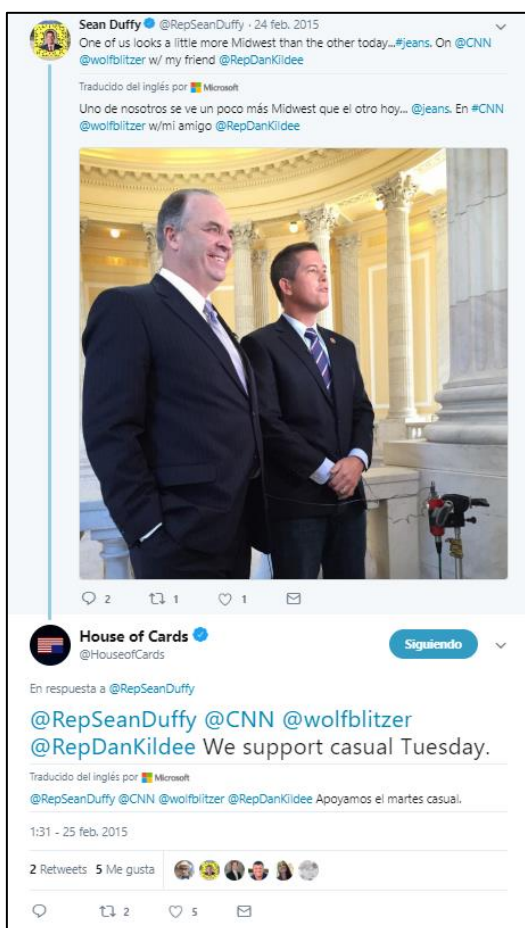 Sean Duffy @RepSeanDuffy · 24 feb. 2015
One of us looks a little more Midwest than the other today...#jeans. On @CNN
@wolfblitzer w/ my friend @RepDanKildee
Traducido del inglés por Microsoft
Uno de nosotros se ve un poco más Midwest que el otro hoy... @jeans. En #CNN
@wolfblitzer w/mi amigo @RepDanKildee
2 1 1
House of Cards
@HouseofCards
Siguiendo
En respuesta a @RepSeanDuffy
@RepSeanDuffy @CNN @wolfblitzer
@RepDanKildee We support casual Tuesday.
Traducido del inglés por Microsoft
@RepSeanDuffy @CNN @wolfblitzer @RepDanKildee Apoyamos el martes casual.
1:31 - 25 feb. 2015
2 Retweets 5 Me gusta
2 5